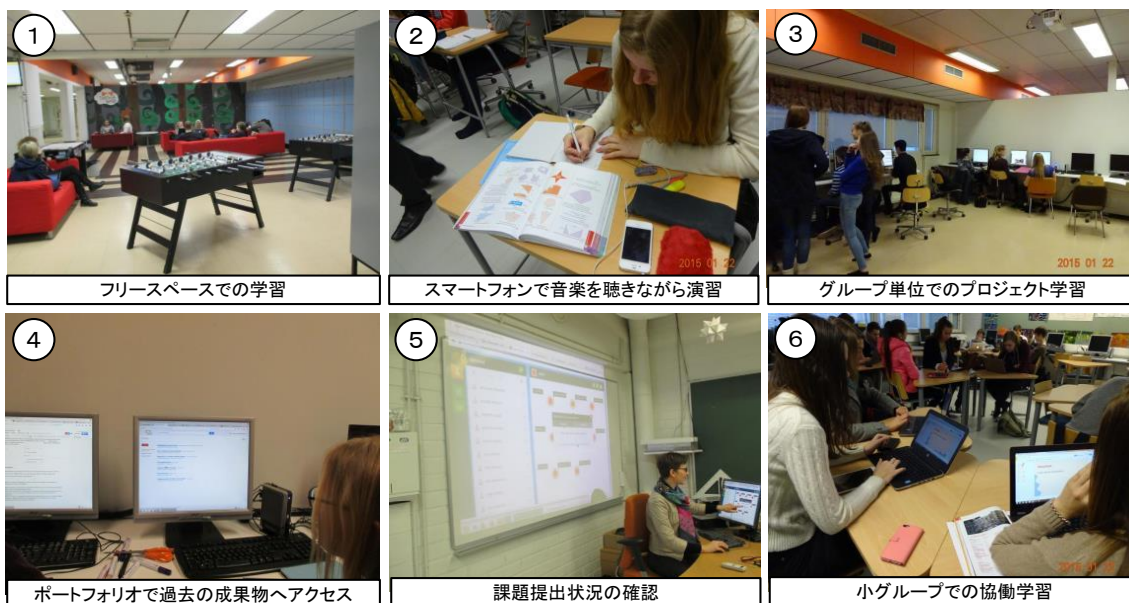 1
フリースペースでの学習
2
2015 01 22
スマートフォンで音楽を聴きながら演習
3
2015 01 22
グループ単位でのプロジェクト学習
4
ポートフォリオで過去の成果物へアクセス
5
課題提出状況の確認
6
小グループでの協働学習